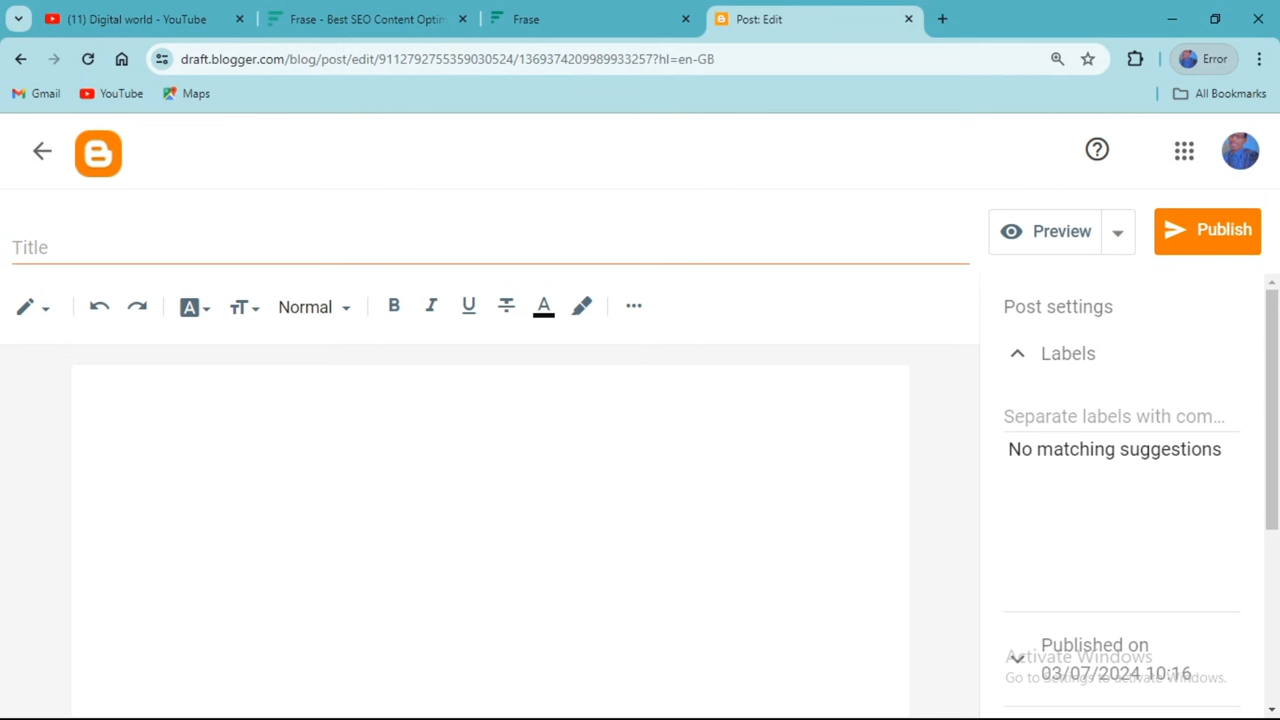 (11) Digital world - YouTube
Frase - Best SEO Content Optim
Frase
Post: Edit
draft.blogger.com/blog/post/edit/9112792755359030524/1369374209989933257?hl=en-GB
Error
Gmail
YouTube
Maps
All Bookmarks
Title
Preview
Publish
Normal
B I U A
Post settings
Labels
Separate labels with com...
No matching suggestions
Published on
03/07/2024 10:16
Activate Windows
Go to Settings to activate Windows.